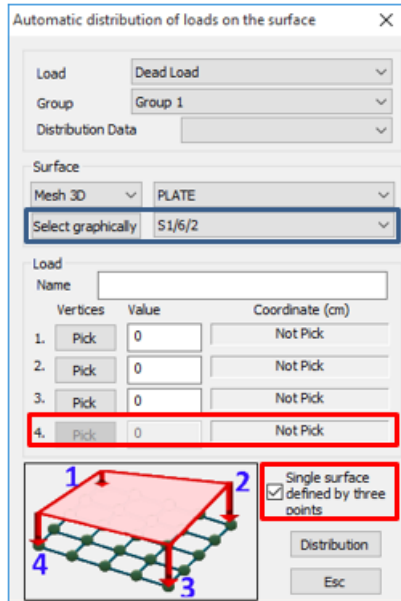 Automatic distribution of loads on the surface
Load Dead Load
Group Group 1
Distribution Data
Surface
Mesh 3D PLATE
Select graphically S1/6/2
Load
Name
Vertices Value Coordinate (cm)
1. Pick 0 Not Pick
2. Pick 0 Not Pick
3. Pick 0 Not Pick
4. Pick 0 Not Pick
1
2
4
3
Single surface
defined by three
points
Distribution
Esc